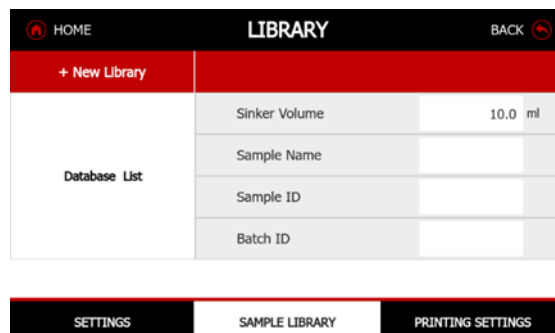 HOME LIBRARY BACK
+ New Library
Sinker Volume 10.0 ml
Sample Name
Database List
Sample ID
Batch ID
SETTINGS SAMPLE LIBRARY PRINTING SETTINGS